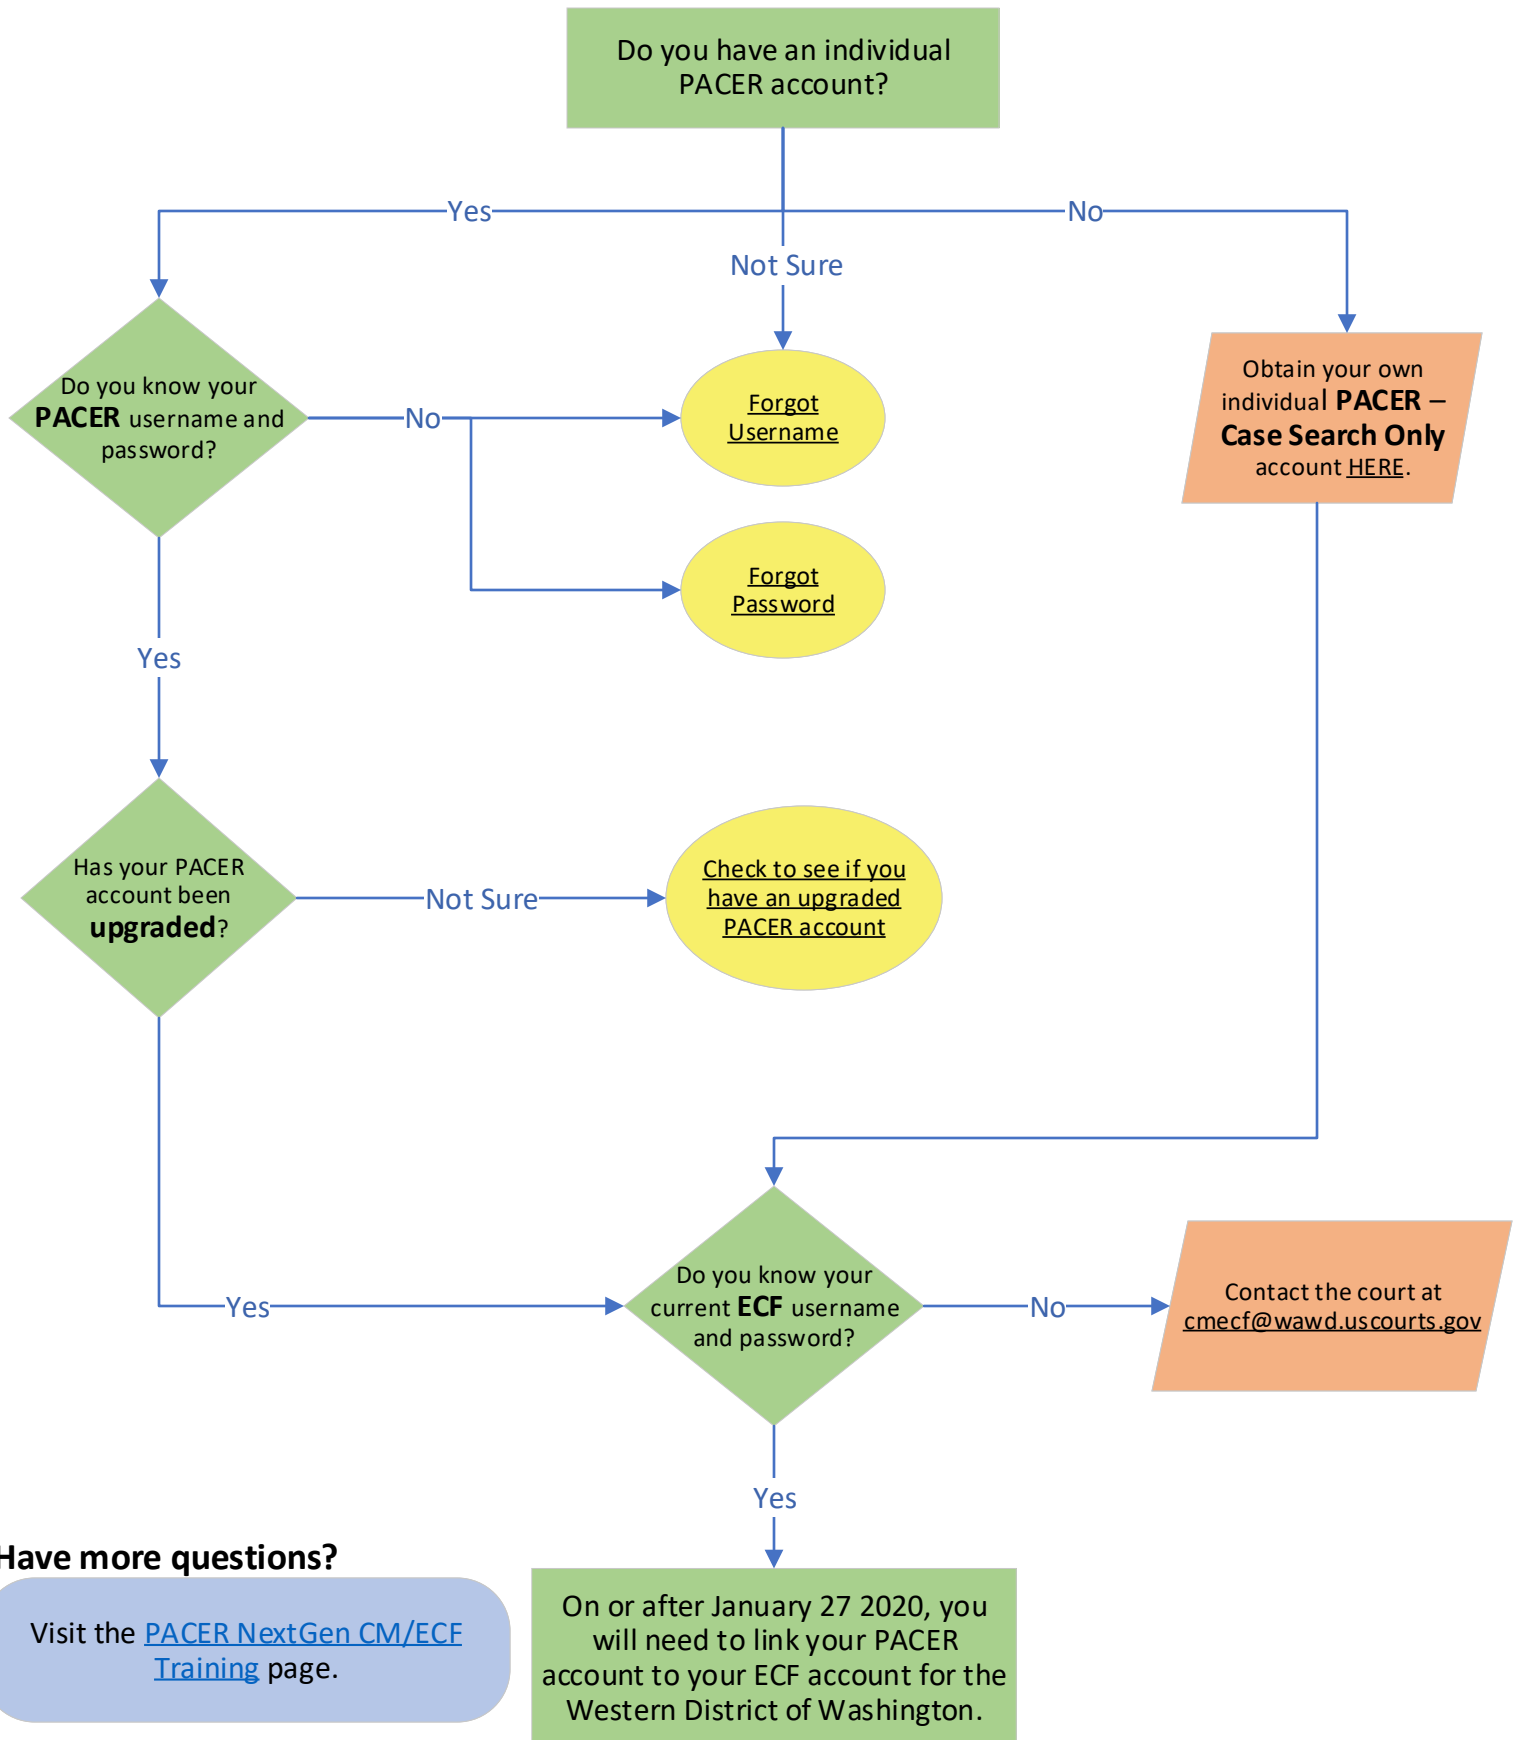 Do you have an individual
PACER account?
Yes
No
Not Sure
Do you know your
PACER username and
password?
No
Forgot
Username
Obtain your own
individual PACER –
Case Search Only
account HERE.
Forgot
Password
Yes
Has your PACER
account been
upgraded?
Not Sure
Check to see if you
have an upgraded
PACER account
Yes
Do you know your
current ECF username
and password?
No
Contact the court at
cmecf@wawd.uscourts.gov
Yes
Have more questions?
Visit the PACER NextGen CM/ECF
Training page.
On or after January 27 2020, you
will need to link your PACER
account to your ECF account for the
Western District of Washington.